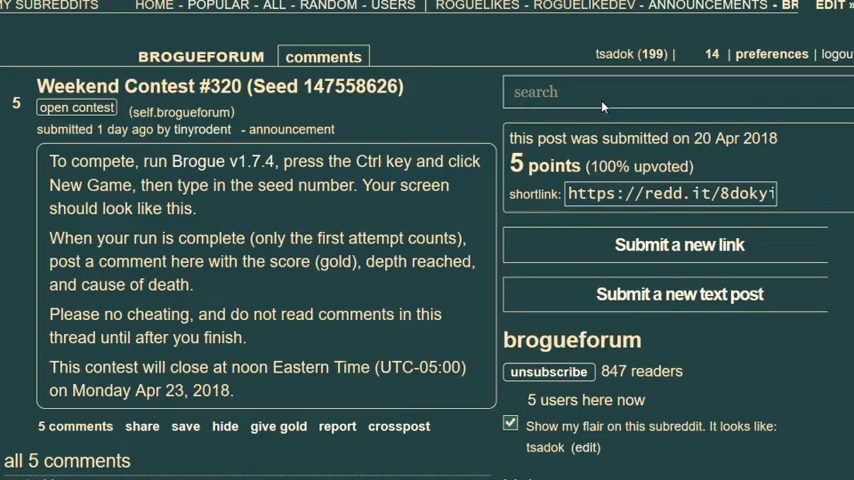 MY SUBREDDITS HOME - POPULAR - ALL - RANDOM - USERS | ROGUELIKES - ROGUELIKEDEV - ANNOUNCEMENTS - BR EDIT »
BROGUEFORUM comments tsadok (199) | 14 | preferences | logou
Weekend Contest #320 (Seed 147558626)
5
open contest (self.brogueforum)
submitted 1 day ago by tinyrodent - announcement
To compete, run Brogue v1.7.4, press the Ctrl key and click
New Game, then type in the seed number. Your screen
should look like this.
When your run is complete (only the first attempt counts),
post a comment here with the score (gold), depth reached,
and cause of death.
Please no cheating, and do not read comments in this
thread until after you finish.
This contest will close at noon Eastern Time (UTC-05:00)
on Monday Apr 23, 2018.
5 comments share save hide give gold report crosspost
all 5 comments
search
this post was submitted on 20 Apr 2018
5 points (100% upvoted)
shortlink: https://redd.it/8dokyi
Submit a new link
Submit a new text post
brogueforum
unsubscribe 847 readers
5 users here now
Show my flair on this subreddit. It looks like:
tsadok (edit)